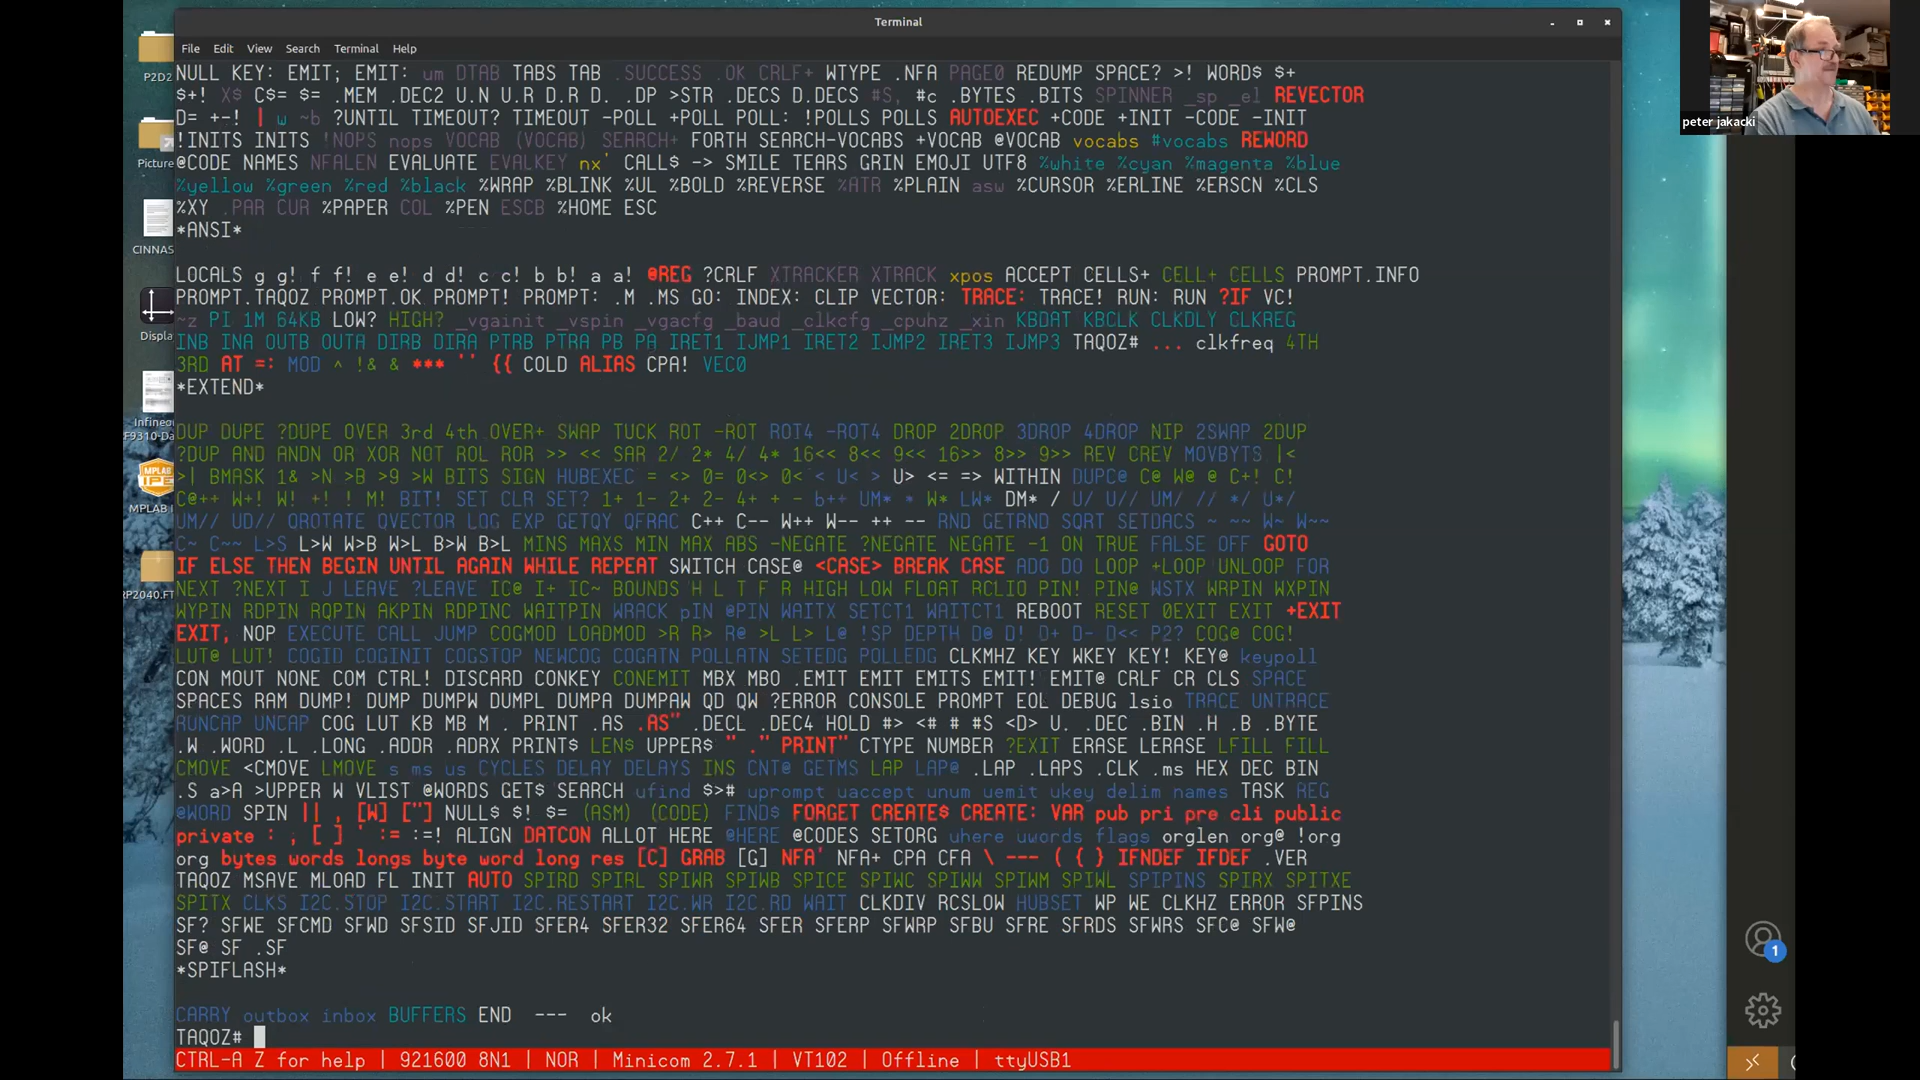 Terminal
File Edit View Search Terminal Help
NULL KEY: EMIT; EMIT: um DTAB TABS TAB .SUCCESS .OK CRLF+ WTYPE .NFA PAGE0 REDUMP SPACE? >! WORD$ $+
$+! X$ C$= $= .MEM .DEC2 U.N U.R D.R D. .DP >STR .DECS D.DECS #S, #c .BYTES .BITS SPINNER _sp _el REVECTOR
D= +-! | w ~b ?UNTIL TIMEOUT? TIMEOUT -POLL +POLL POLL: !POLLS POLLS AUTOEXEC +CODE +INIT -CODE -INIT
!INITS INITS !NOPS nops VOCAB (VOCAB) SEARCH+ FORTH SEARCH-VOCABS +VOCAB @VOCAB vocabs #vocabs REWORD
@CODE NAMES NFALEN EVALUATE EVALKEY nx' CALL$ -> SMILE TEARS GRIN EMOJI UTF8 %white %cyan %magenta %blue
%yellow %green %red %black %WRAP %BLINK %UL %BOLD %REVERSE %ATR %PLAIN asw %CURSOR %ERLINE %ERSCN %CLS
%XY .PAR CUR %PAPER COL %PEN ESCB %HOME ESC
*ANSI*
LOCALS g g! f f! e e! d d! c c! b b! a a! @REG ?CRLF XTRACKER XTRACK xpos ACCEPT CELLS+ CELL+ CELLS PROMPT.INFO
PROMPT.TAQOZ PROMPT.OK PROMPT! PROMPT: .M .MS GO: INDEX: CLIP VECTOR: TRACE: TRACE! RUN: RUN ?IF VC!
~z PI 1M 64KB LOW? HIGH? _vgainit _vspin _vgacfg _baud _clkcfg _cpuhz _xin KBDAT KBCLK CLKDLY CLKREG
INB INA OUTB OUTA DIRB DIRA PTRB PTRA PB PA IRET1 IJMP1 IRET2 IJMP2 IRET3 IJMP3 TAQOZ# ... clkfreq 4TH
3RD AT =: MOD ^ !& & *** '' {{ COLD ALIAS CPA! VEC0
*EXTEND*
DUP DUPE ?DUPE OVER 3rd 4th OVER+ SWAP TUCK ROT -ROT ROT4 -ROT4 DROP 2DROP 3DROP 4DROP NIP 2SWAP 2DUP
?DUP AND ANDN OR XOR NOT ROL ROR >> << SAR 2/ 2* 4/ 4* 16<< 8<< 9<< 16>> 8>> 9>> REV CREV MOVBYTS |<
>| BMASK 1& >N >B >9 >W BITS SIGN HUBEXEC = <> 0= 0<> 0< < U< > U> <= => WITHIN DUPC@ C@ W@ @ C+! C!
C@++ W+! W! +! ! M! BIT! SET CLR SET? 1+ 1- 2+ 2- 4+ + - b++ UM* * W* LW* DM* / U/ U// UM/ // */ U*/
UM// UD// QROTATE QVECTOR LOG EXP GETQY QFRAC C++ C-- W++ W-- ++ -- RND GETRND SQRT SETDACS ~ ~~ W~ W~~
C~ C~~ L>S L>W W>B W>L B>W B>L MINS MAXS MIN MAX ABS -NEGATE ?NEGATE NEGATE -1 ON TRUE FALSE OFF GOTO
IF ELSE THEN BEGIN UNTIL AGAIN WHILE REPEAT SWITCH CASE@ <CASE> BREAK CASE ADO DO LOOP +LOOP UNLOOP FOR
NEXT ?NEXT I J LEAVE ?LEAVE IC@ I+ IC~ BOUNDS H L T F R HIGH LOW FLOAT RCLIO PIN! PIN@ WSTX WRPIN WXPIN
WYPIN RDPIN RQPIN AKPIN RDPINC WAITPIN WRACK pIN @PIN WAITX SETCT1 WAITCT1 REBOOT RESET 0EXIT EXIT +EXIT
EXIT, NOP EXECUTE CALL JUMP COGMOD LOADMOD >R R> R@ >L L> L@ !SP DEPTH D@ D! D+ D- D<< P2? COG@ COG!
LUT@ LUT! COGID COGINIT COGSTOP NEWCOG COGATN POLLATN SETEDG POLLEDG CLKMHZ KEY WKEY KEY! KEY@ keypoll
CON MOUT NONE COM CTRL! DISCARD CONKEY CONEMIT MBX MBO .EMIT EMIT EMITS EMIT! EMIT@ CRLF CR CLS SPACE
SPACES RAM DUMP! DUMP DUMPW DUMPL DUMPA DUMPAW QD QW ?ERROR CONSOLE PROMPT EOL DEBUG lsio TRACE UNTRACE
RUNCAP UNCAP COG LUT KB MB M . PRINT .AS .AS" .DECL .DEC4 HOLD #> <# # #S <D> U. .DEC .BIN .H .B .BYTE
.W .WORD .L .LONG .ADDR .ADRX PRINT$ LEN$ UPPER$ " ." PRINT" CTYPE NUMBER ?EXIT ERASE LERASE LFILL FILL
CMOVE <CMOVE LMOVE s ms us CYCLES DELAY DELAYS INS CNT@ GETMS LAP LAP@ .LAP .LAPS .CLK .ms HEX DEC BIN
.S a>A >UPPER W VLIST @WORDS GET$ SEARCH ufind $># uprompt uaccept unum uemit ukey delim names TASK REG
@WORD SPIN || , [W] ["] NULL$ $! $= (ASM) (CODE) FIND$ FORGET CREATE$ CREATE: VAR pub pri pre cli public
private : ; [ ] ' := :=! ALIGN DATCON ALLOT HERE @HERE @CODES SETORG uhere uwords flags orglen org@ !org
org bytes words longs byte word long res [C] GRAB [G] NFA' NFA+ CPA CFA \ --- ( { } IFNDEF IFDEF .VER
TAQOZ MSAVE MLOAD FL INIT AUTO SPIRD SPIRL SPIWR SPIWB SPICE SPIWC SPIWW SPIWM SPIWL SPIPINS SPIRX SPITXE
SPITX CLKS I2C.STOP I2C.START I2C.RESTART I2C.WR I2C.RD WAIT CLKDIV RCSLOW HUBSET WP WE CLKHZ ERROR SFPINS
SF? SFWE SFCMD SFWD SFSID SFJID SFER4 SFER32 SFER64 SFER SFERP SFWRP SFBU SFRE SFRDS SFWRS SFC@ SFW@
SF@ SF .SF
*SPIFLASH*
CARRY outbox inbox BUFFERS END --- ok
TAQOZ#
CTRL-A Z for help | 921600 8N1 | NOR | Minicom 2.7.1 | VT102 | Offline | ttyUSB1
P2D2
Picture
CINNAS
Displa
Infineo
F9310-Da
MPLAB
IPE
MPLAB I
RP2040.FT
peter jakacki
1